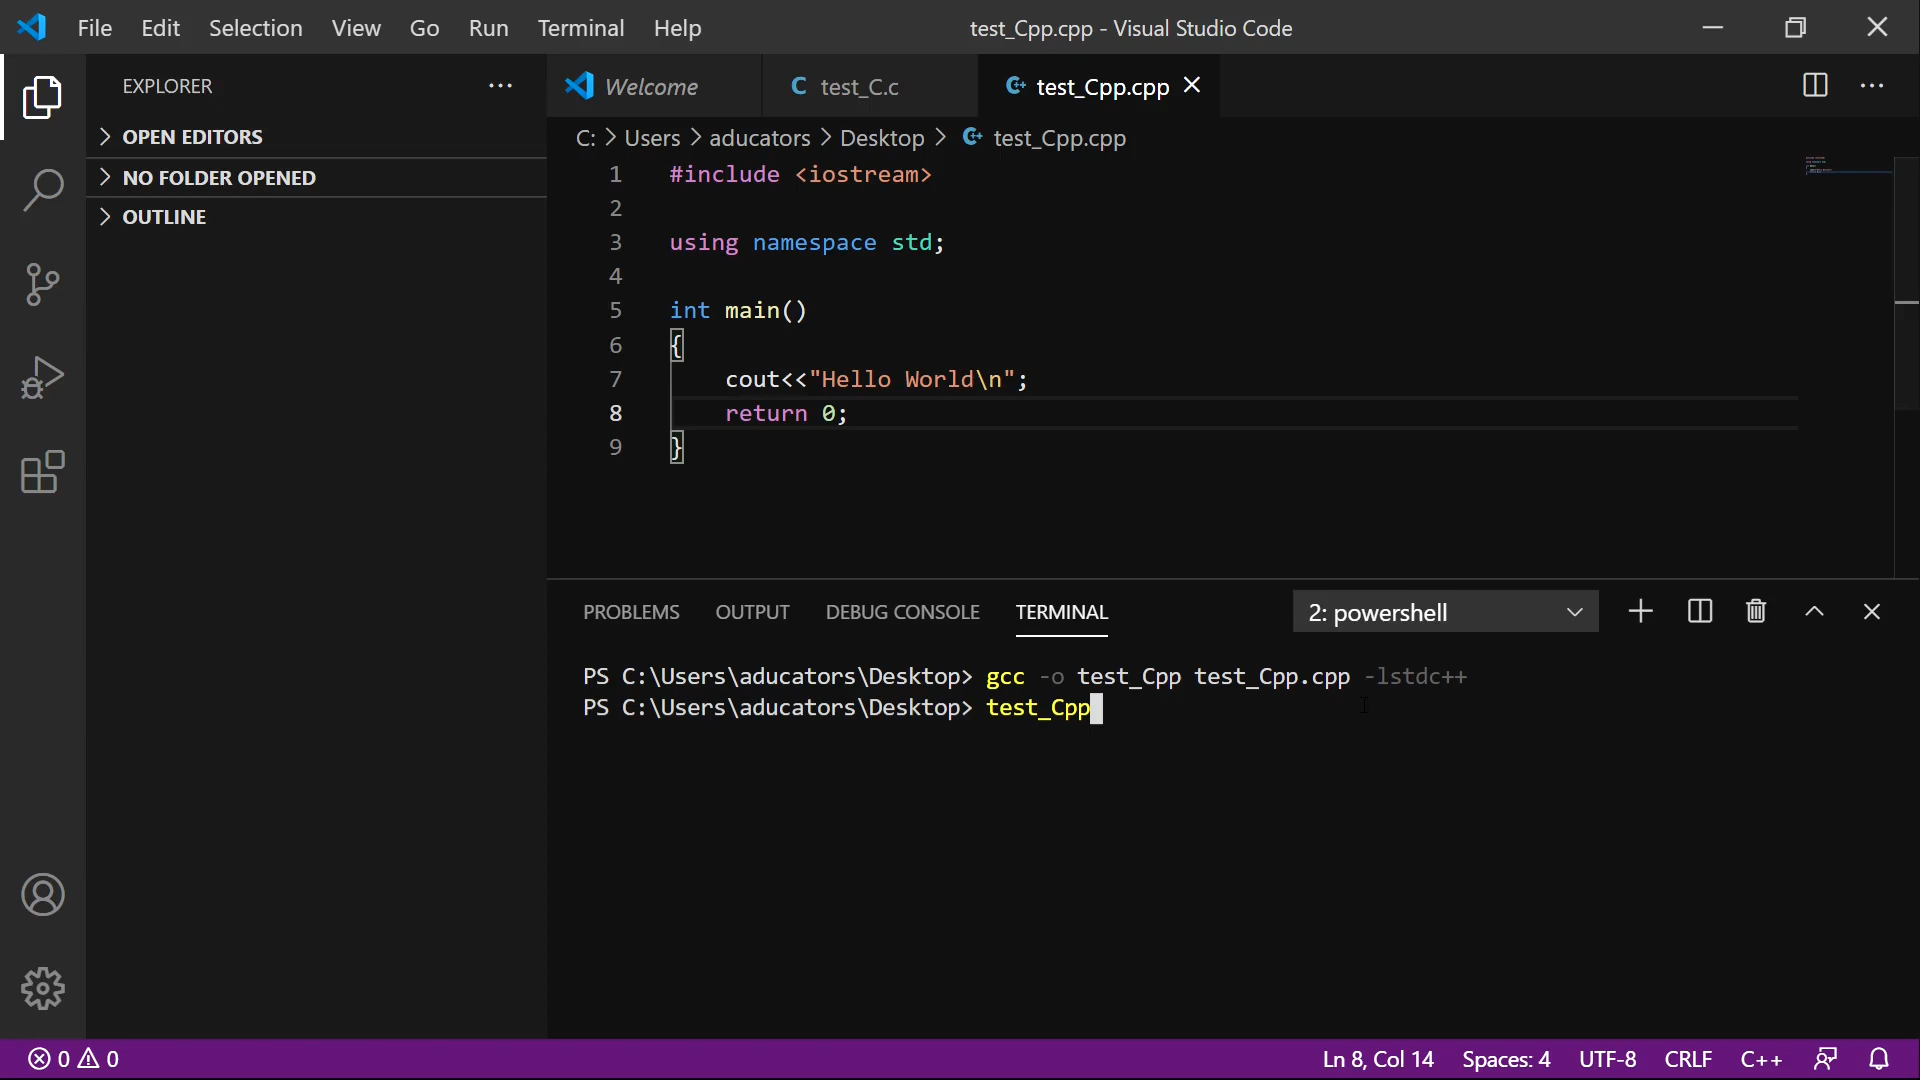 File Edit Selection View Go Run Terminal Help test_Cpp.cpp - Visual Studio Code
EXPLORER
OPEN EDITORS
NO FOLDER OPENED
OUTLINE
Welcome test_C.c test_Cpp.cpp
C: > Users > aducators > Desktop > test_Cpp.cpp
1 #include <iostream>
2
3 using namespace std;
4
5 int main()
6 {
7 cout<<"Hello World\n";
8 return 0;
9 }
PROBLEMS OUTPUT DEBUG CONSOLE TERMINAL 2: powershell
PS C:\Users\aducators\Desktop> gcc -o test_Cpp test_Cpp.cpp -lstdc++
PS C:\Users\aducators\Desktop> test_Cpp
0 0 Ln 8, Col 14 Spaces: 4 UTF-8 CRLF C++